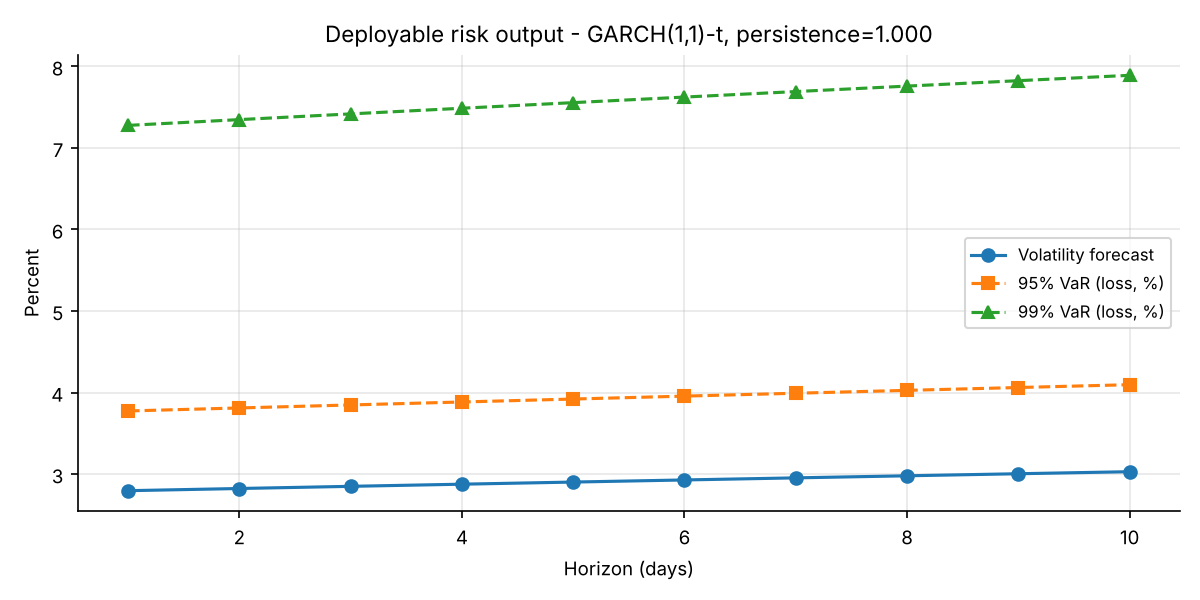 Deployable risk output - GARCH(1,1)-t, persistence=1.000
Percent
8
7
6
5
4
3
Volatility forecast
95% VaR (loss, %)
99% VaR (loss, %)
2
4
6
8
10
Horizon (days)